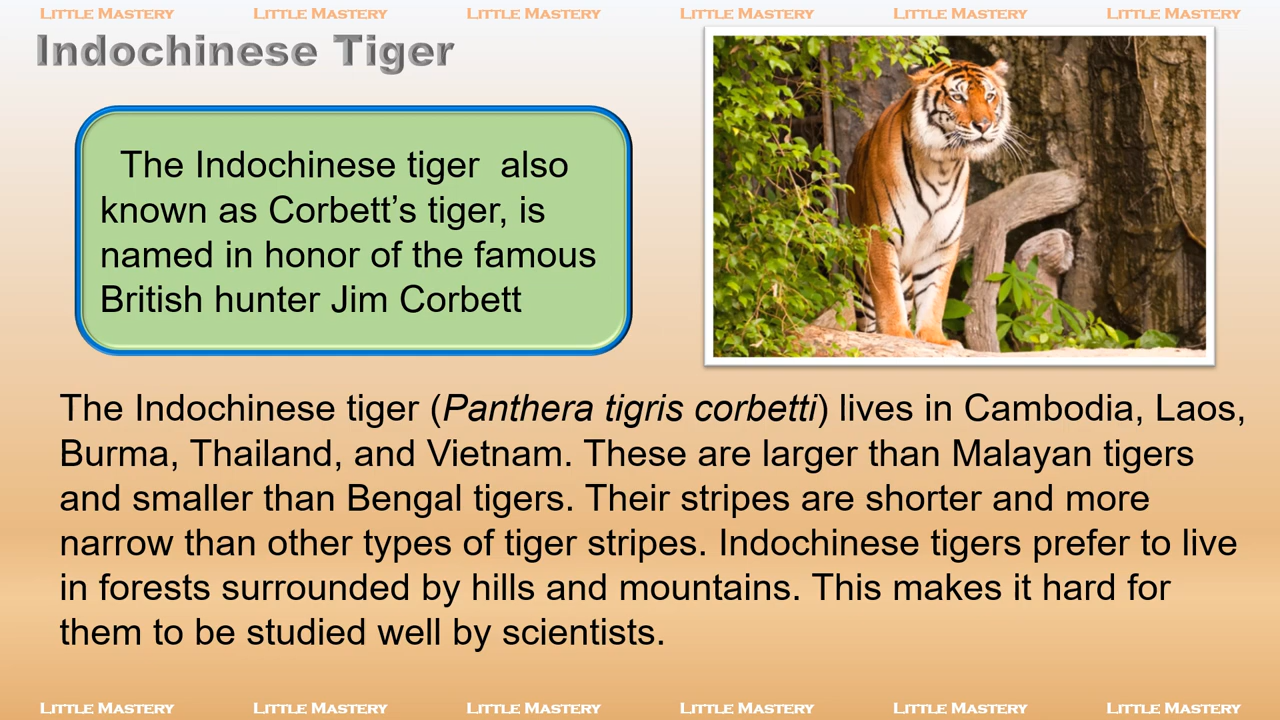 LITTLE MASTERY LITTLE MASTERY LITTLE MASTERY LITTLE MASTERY LITTLE MASTERY LITTLE MASTERY
Indochinese Tiger
The Indochinese tiger also
known as Corbett’s tiger, is
named in honor of the famous
British hunter Jim Corbett
The Indochinese tiger (Panthera tigris corbetti) lives in Cambodia, Laos,
Burma, Thailand, and Vietnam. These are larger than Malayan tigers
and smaller than Bengal tigers. Their stripes are shorter and more
narrow than other types of tiger stripes. Indochinese tigers prefer to live
in forests surrounded by hills and mountains. This makes it hard for
them to be studied well by scientists.
LITTLE MASTERY LITTLE MASTERY LITTLE MASTERY LITTLE MASTERY LITTLE MASTERY LITTLE MASTERY